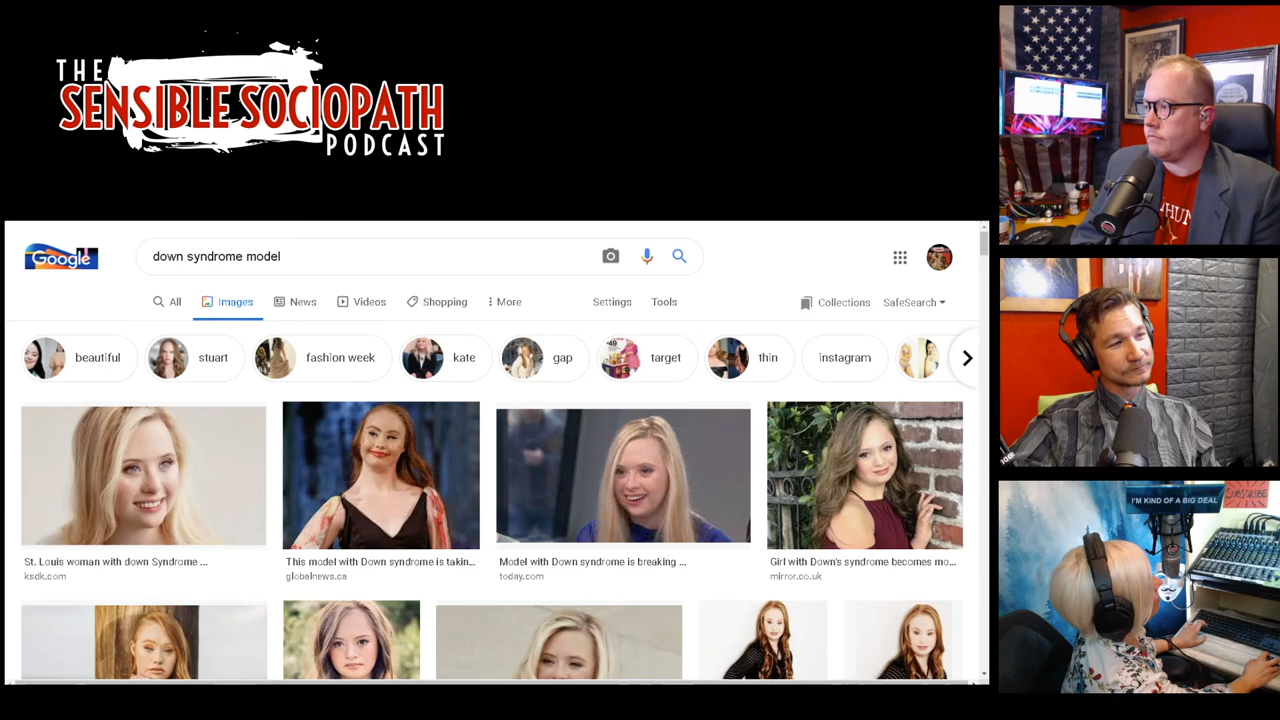 THE
SENSIBLE SOCIOPATH
PODCAST
Google
down syndrome model
All Images News Videos Shopping More Settings Tools Collections SafeSearch
beautiful stuart fashion week kate gap target thin instagram
St. Louis woman with down Syndrome ...
ksdk.com
This model with Down syndrome is takin...
globalnews.ca
Model with Down syndrome is breaking ...
today.com
Girl with Down's syndrome becomes mo...
mirror.co.uk
I'M KIND OF A BIG DEAL
SUBSCRIBE